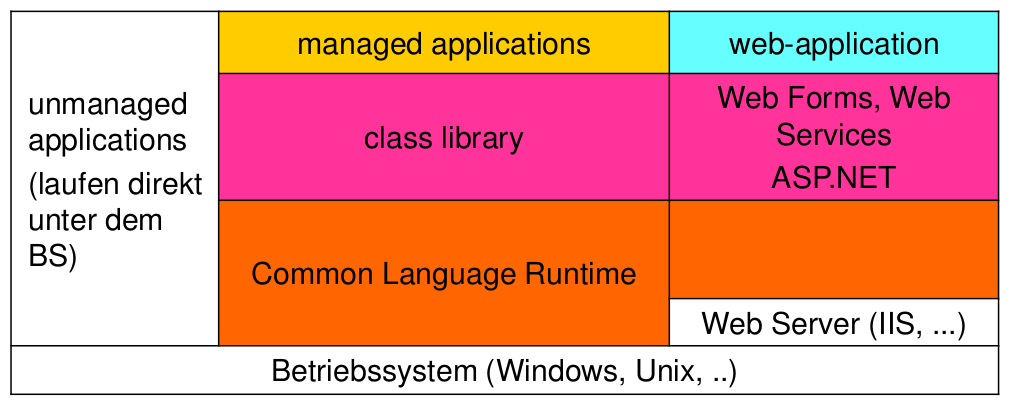 managed applications
web-application
unmanaged
applications
(laufen direkt
unter dem
BS)
class library
Web Forms, Web
Services
ASP.NET
Common Language Runtime
Web Server (IIS, ...)
Betriebssystem (Windows, Unix, ..)